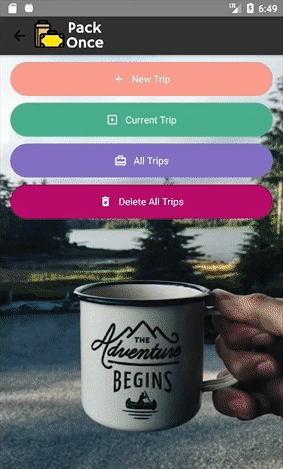 LTE 6:49
Pack
Once
New Trip
Current Trip
All Trips
Delete All Trips
THE
Adventure
BEGINS